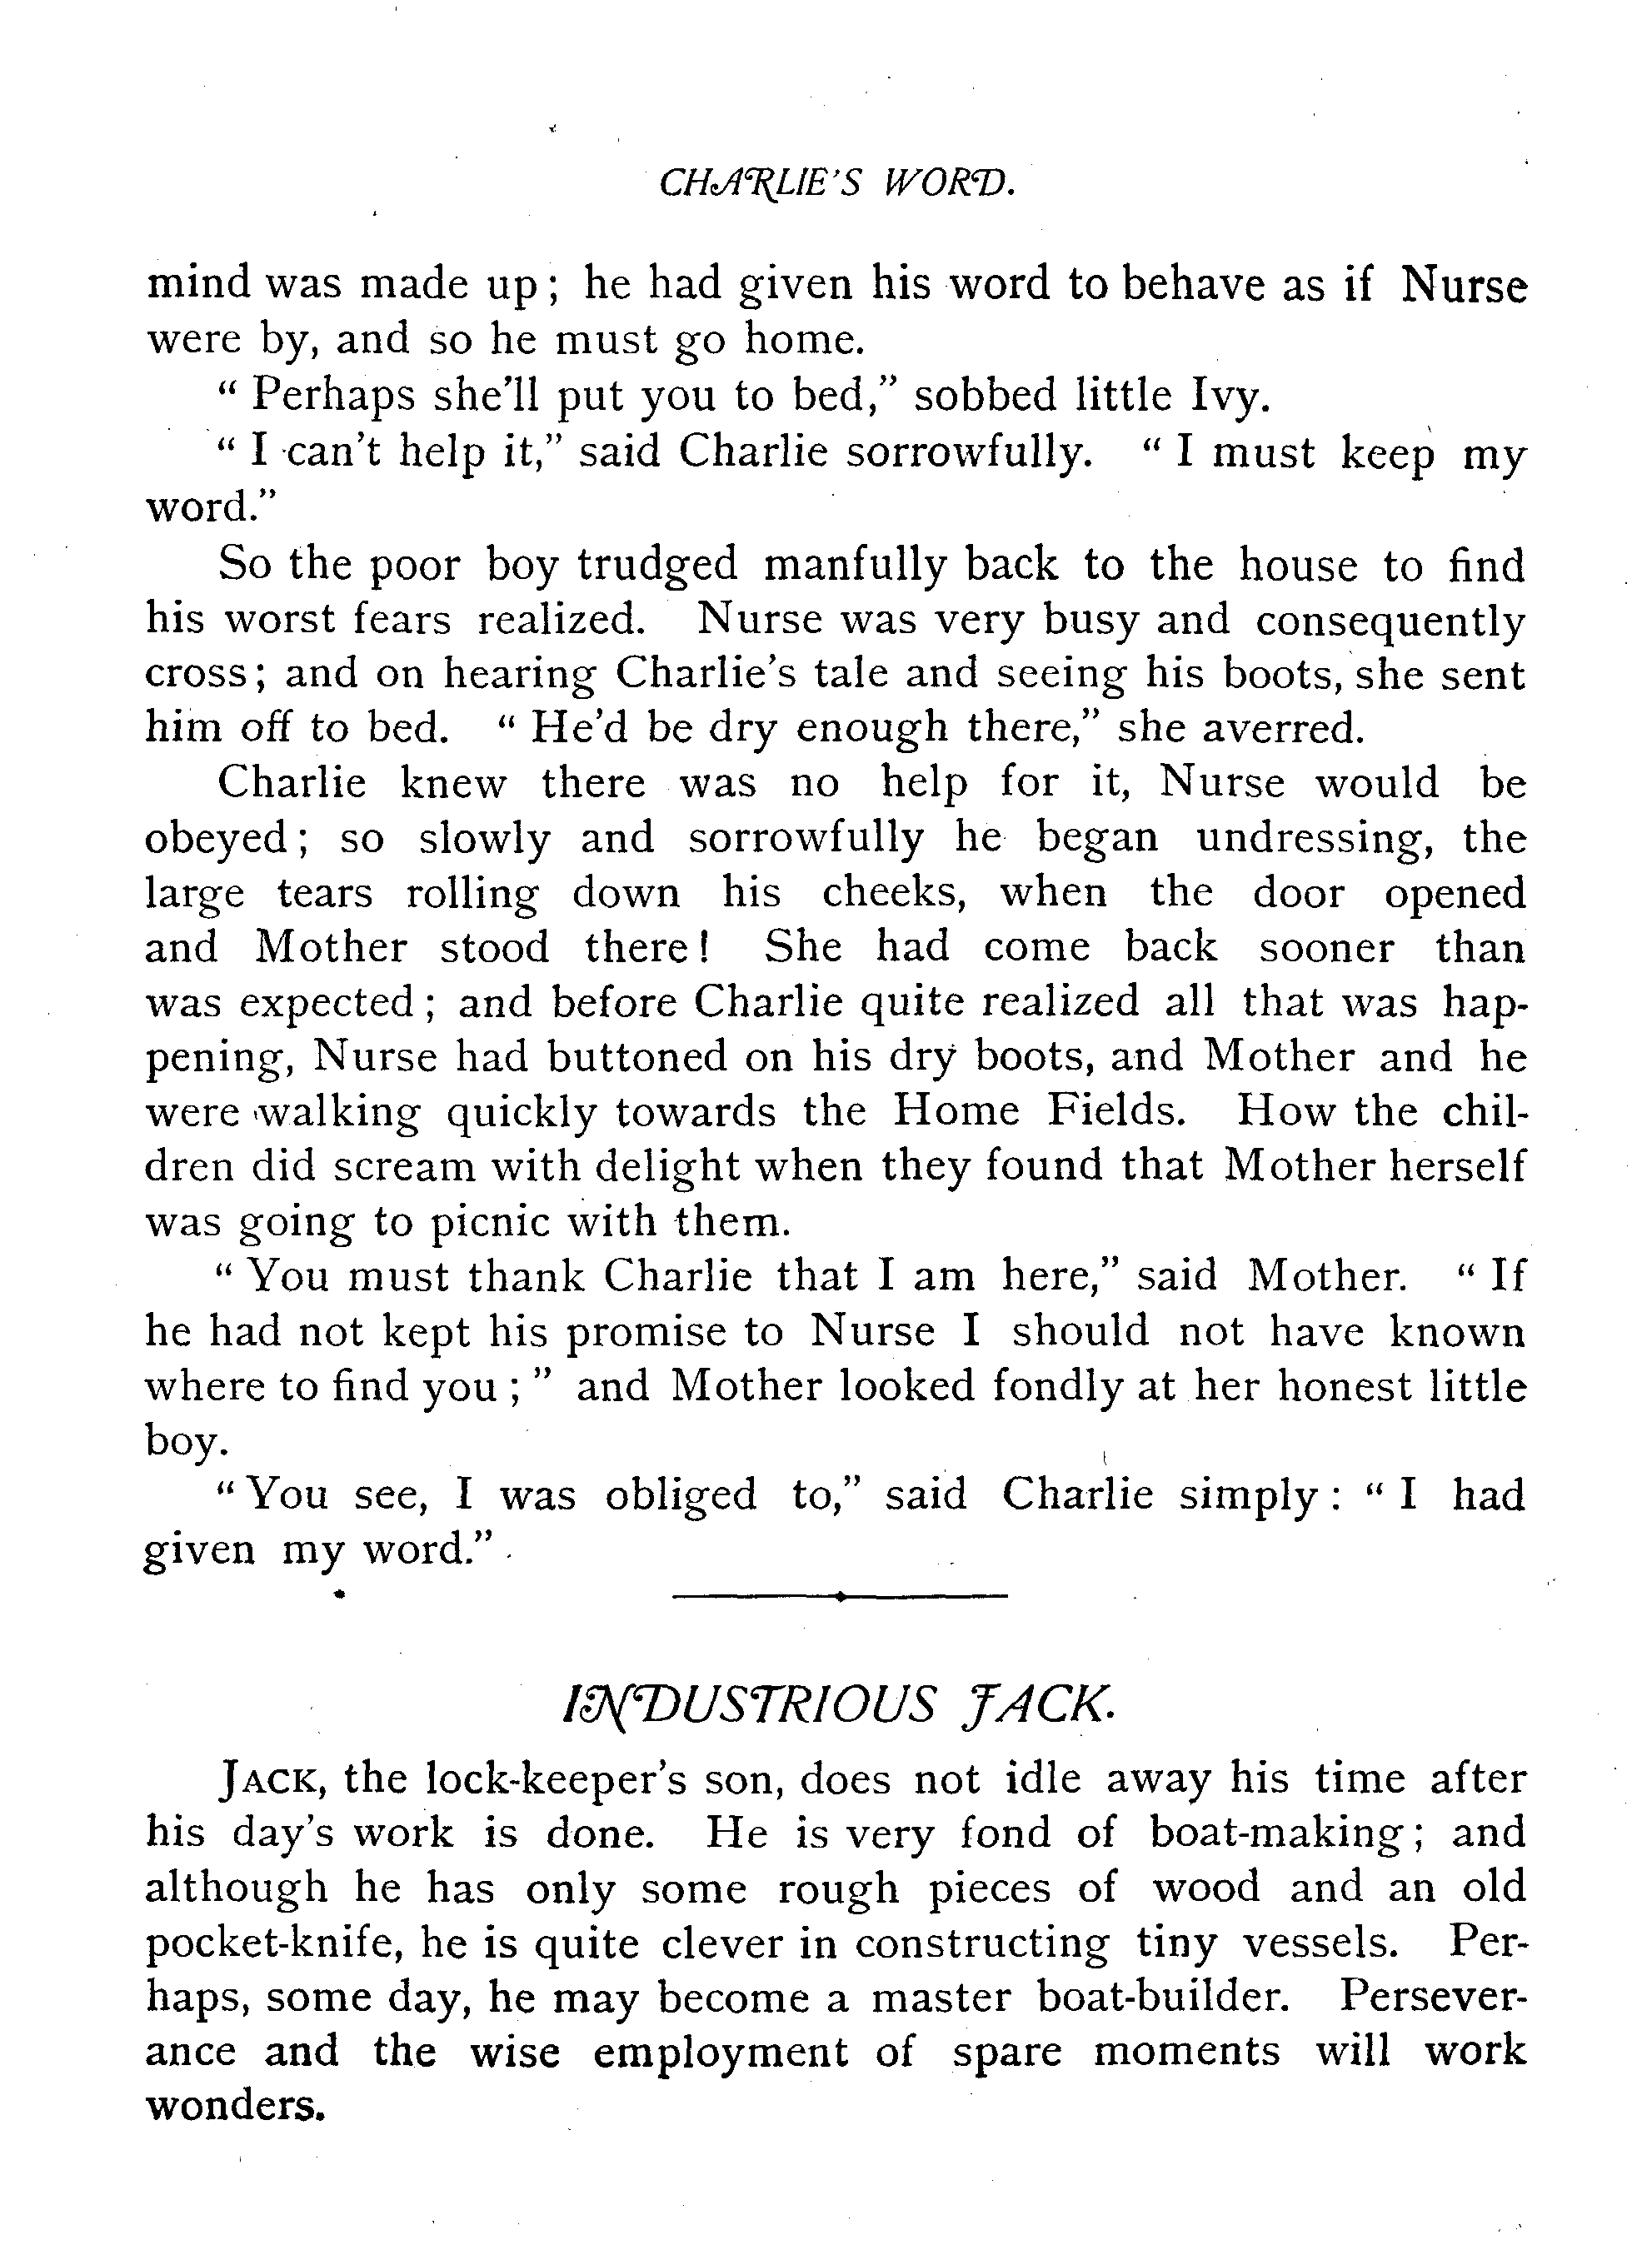 CHARLIE'S WORD.
mind was made up; he had given his word to behave as if Nurse
were by, and so he must go home.
"Perhaps she'll put you to bed," sobbed little Ivy.
"I can't help it," said Charlie sorrowfully. "I must keep my
word."
So the poor boy trudged manfully back to the house to find
his worst fears realized. Nurse was very busy and consequently
cross; and on hearing Charlie's tale and seeing his boots, she sent
him off to bed. "He'd be dry enough there," she averred.
Charlie knew there was no help for it, Nurse would be
obeyed; so slowly and sorrowfully he began undressing, the
large tears rolling down his cheeks, when the door opened
and Mother stood there! She had come back sooner than
was expected; and before Charlie quite realized all that was hap-
pening, Nurse had buttoned on his dry boots, and Mother and he
were walking quickly towards the Home Fields. How the chil-
dren did scream with delight when they found that Mother herself
was going to picnic with them.
"You must thank Charlie that I am here," said Mother. "If
he had not kept his promise to Nurse I should not have known
where to find you;" and Mother looked fondly at her honest little
boy.
"You see, I was obliged to," said Charlie simply: "I had
given my word."
INDUSTRIOUS JACK.
JACK, the lock-keeper's son, does not idle away his time after
his day's work is done. He is very fond of boat-making; and
although he has only some rough pieces of wood and an old
pocket-knife, he is quite clever in constructing tiny vessels. Per-
haps, some day, he may become a master boat-builder. Persever-
ance and the wise employment of spare moments will work
wonders.